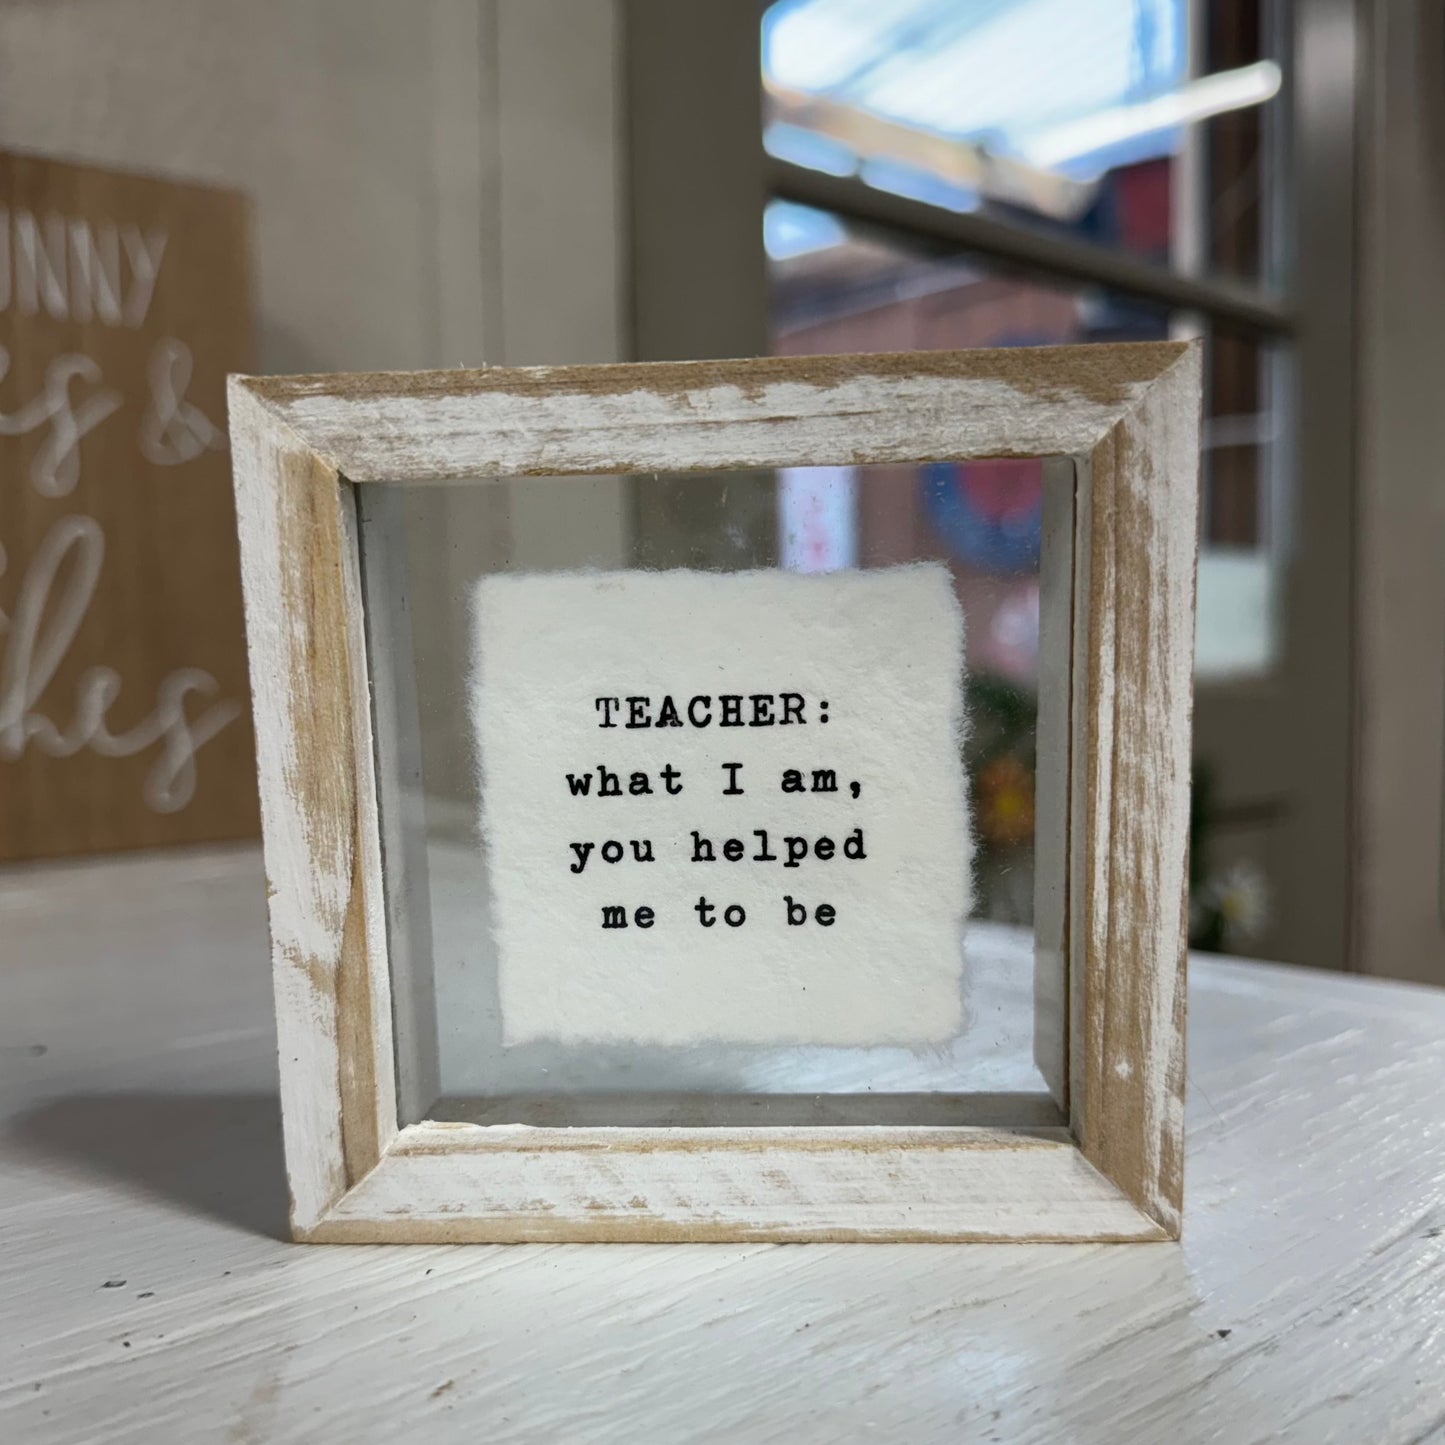 TEACHER:
what I am,
you helped
me to be
&